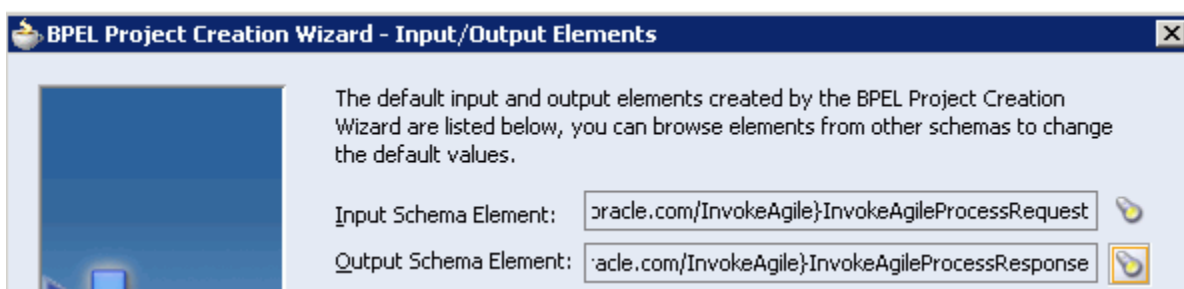 BPEL Project Creation Wizard - Input/Output Elements
The default input and output elements created by the BPEL Project Creation
Wizard are listed below, you can browse elements from other schemas to change
the default values.
Input Schema Element: oracle.com/InvokeAgile}InvokeAgileProcessRequest
Output Schema Element: acle.com/InvokeAgile}InvokeAgileProcessResponse